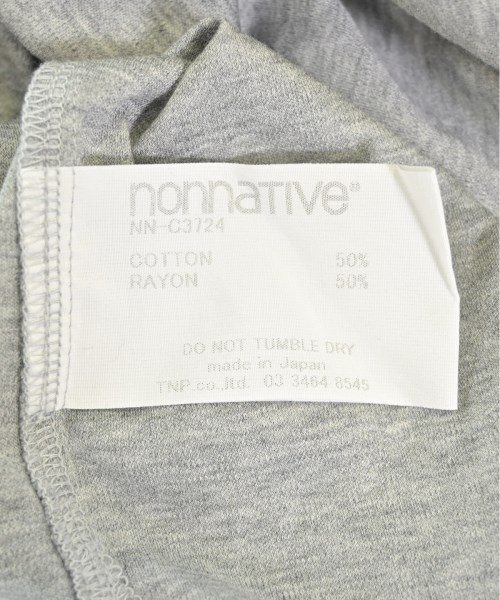 nonnative®
NN-C3724
COTTON 50%
RAYON 50%
DO NOT TUMBLE DRY
made in Japan
TNP.co.,ltd. 03 3464 8545